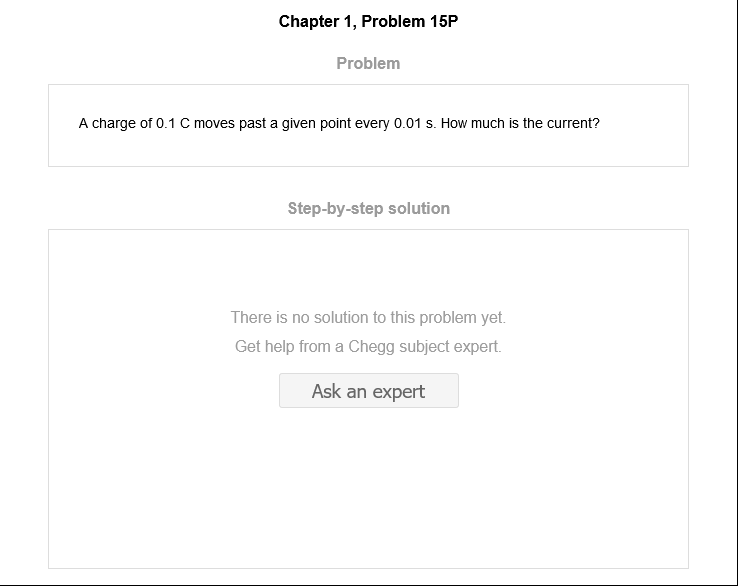 Chapter 1, Problem 15P
Problem
A charge of 0.1 C moves past a given point every 0.01 s. How much is the current?
Step-by-step solution
There is no solution to this problem yet.
Get help from a Chegg subject expert.
Ask an expert